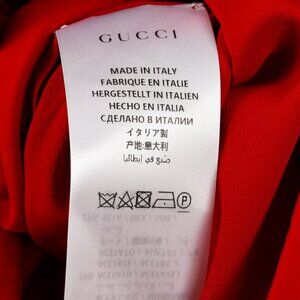 GUCCI
MADE IN ITALY
FABRIQUE EN ITALIE
HERGESTELLT IN ITALIEN
HECHO EN ITALIA
СДЕЛАНО В ИТАЛИИ
イタリア製
产地:意大利
صنع في إيطاليا